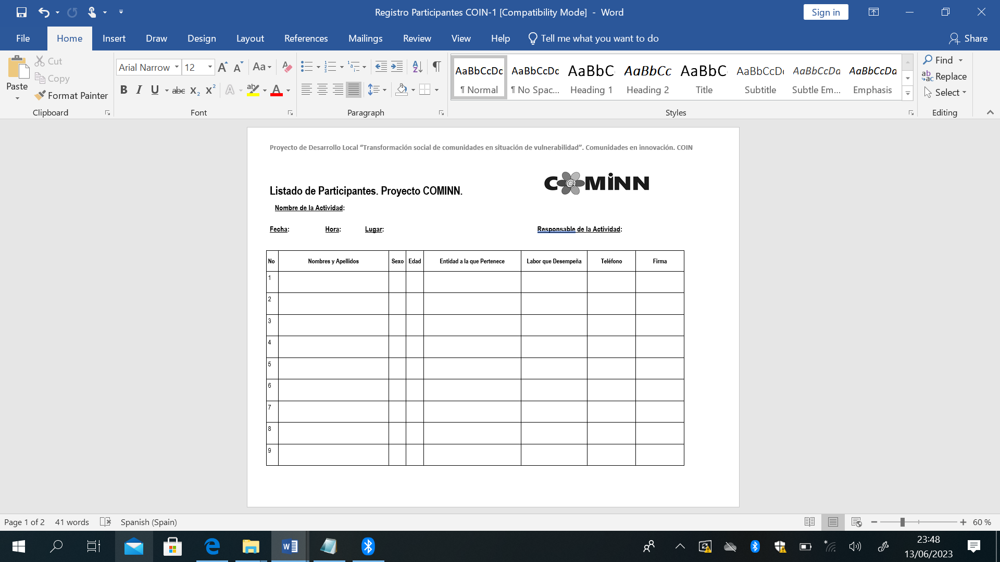 Registro Participantes COIN-1 [Compatibility Mode] - Word
Sign in
File Home Insert Draw Design Layout References Mailings Review View Help Tell me what you want to do Share
Paste
Cut
Copy
Format Painter
Clipboard
Arial Narrow 12
Font
Paragraph
AaBbCcDc AaBbCcDc AaBbC AaBbCc AaBbC AaBbCcD AaBbCcDa AaBbCcDa
¶ Normal ¶ No Spac... Heading 1 Heading 2 Title Subtitle Subtle Em... Emphasis
Styles
Find
Replace
Select
Editing
Proyecto de Desarrollo Local “Transformación social de comunidades en situación de vulnerabilidad”. Comunidades en innovación. COIN
COMiNN
Listado de Participantes. Proyecto COMINN.
Nombre de la Actividad:
Fecha: Hora: Lugar: Responsable de la Actividad:
No Nombres y Apellidos Sexo Edad Entidad a la que Pertenece Labor que Desempeña Teléfono Firma
1
2
3
4
5
6
7
8
9
Page 1 of 2 41 words Spanish (Spain) 60 %
23:48
13/06/2023